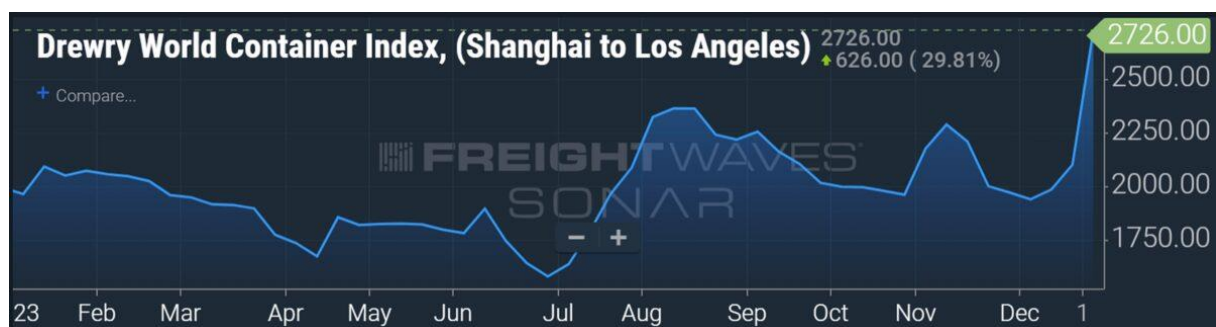 Drewry World Container Index, (Shanghai to Los Angeles) 2726.00
626.00 ( 29.81%)
+ Compare...
FREIGHTWAVES
SONAR
− +
2726.00
2500.00
2250.00
2000.00
1750.00
23 Feb Mar Apr May Jun Jul Aug Sep Oct Nov Dec 1